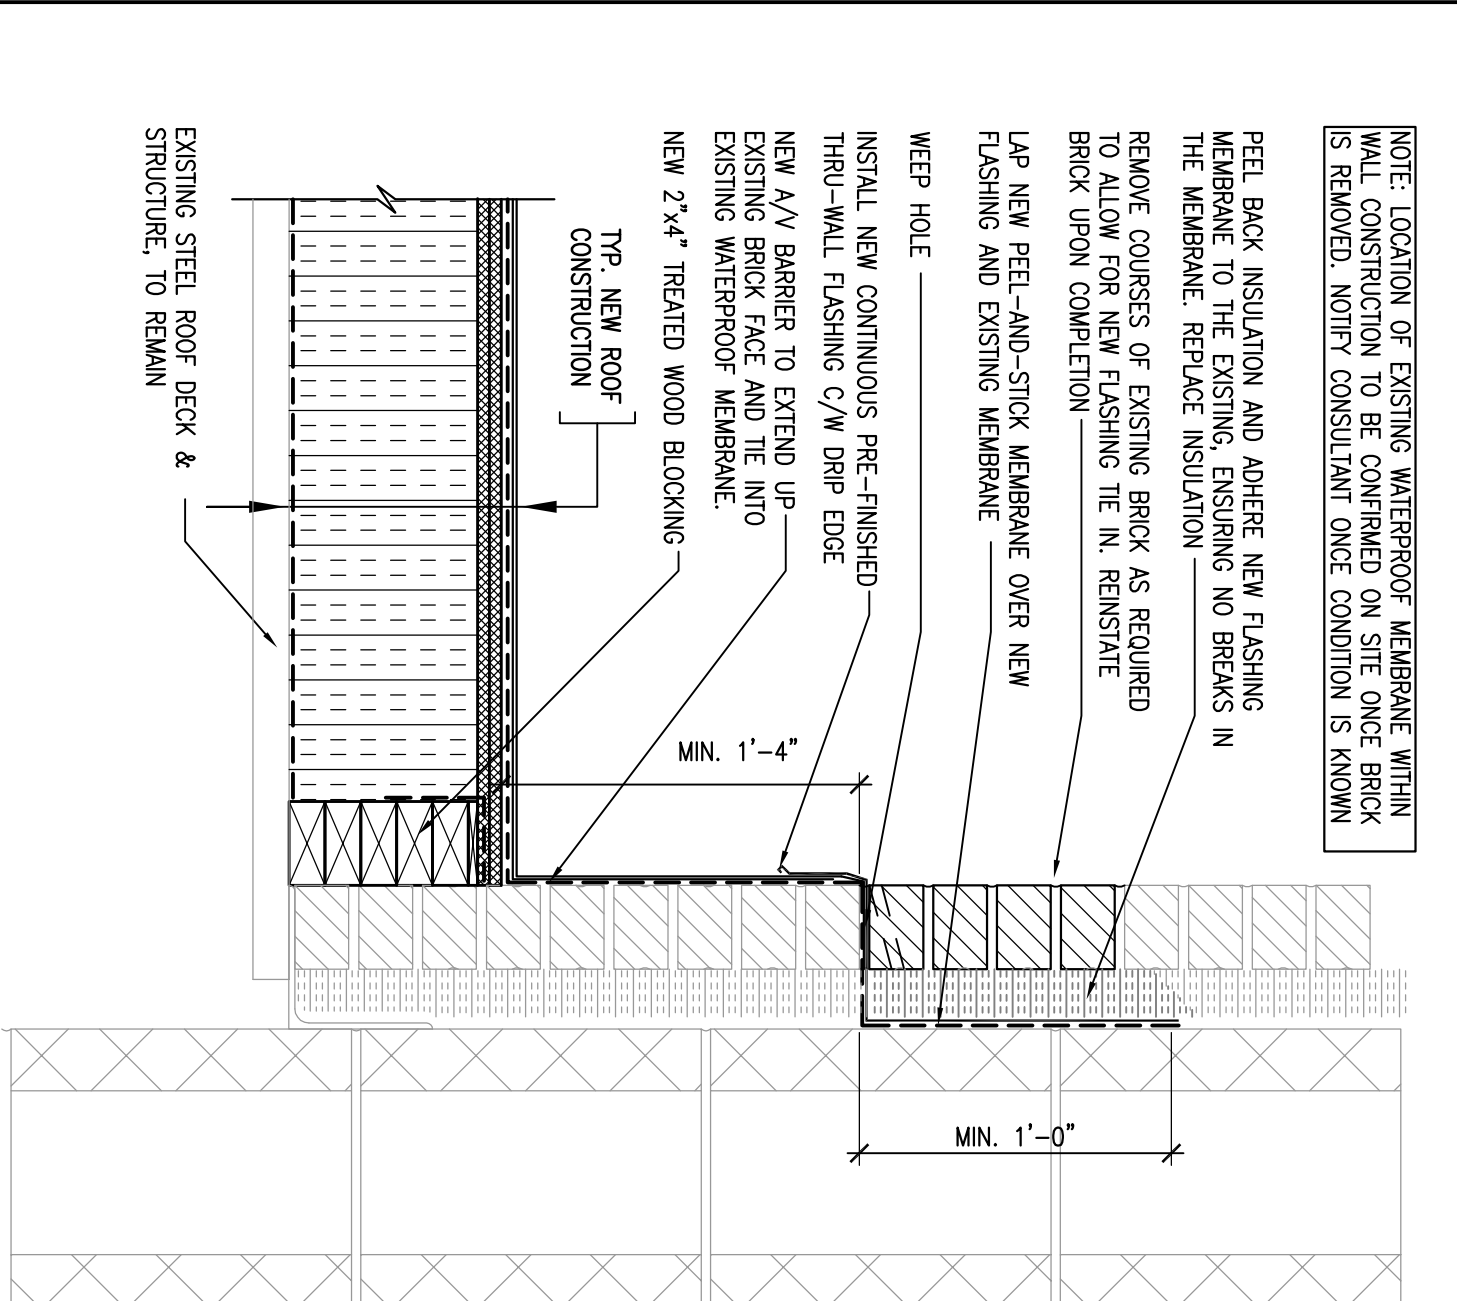 NOTE: LOCATION OF EXISTING WATERPROOF MEMBRANE WITHIN
WALL CONSTRUCTION TO BE CONFIRMED ON SITE ONCE BRICK
IS REMOVED. NOTIFY CONSULTANT ONCE CONDITION IS KNOWN
PEEL BACK INSULATION AND ADHERE NEW FLASHING
MEMBRANE TO THE EXISTING, ENSURING NO BREAKS IN
THE MEMBRANE. REPLACE INSULATION
REMOVE COURSES OF EXISTING BRICK AS REQUIRED
TO ALLOW FOR NEW FLASHING TIE IN. REINSTATE
BRICK UPON COMPLETION
LAP NEW PEEL-AND-STICK MEMBRANE OVER NEW
FLASHING AND EXISTING MEMBRANE
WEEP HOLE
INSTALL NEW CONTINUOUS PRE-FINISHED
THRU-WALL FLASHING C/W DRIP EDGE
NEW A/V BARRIER TO EXTEND UP
EXISTING BRICK FACE AND TIE INTO
EXISTING WATERPROOF MEMBRANE.
NEW 2"x4" TREATED WOOD BLOCKING
TYP. NEW ROOF
CONSTRUCTION
EXISTING STEEL ROOF DECK &
STRUCTURE, TO REMAIN
MIN. 1'-4"
MIN. 1'-0"